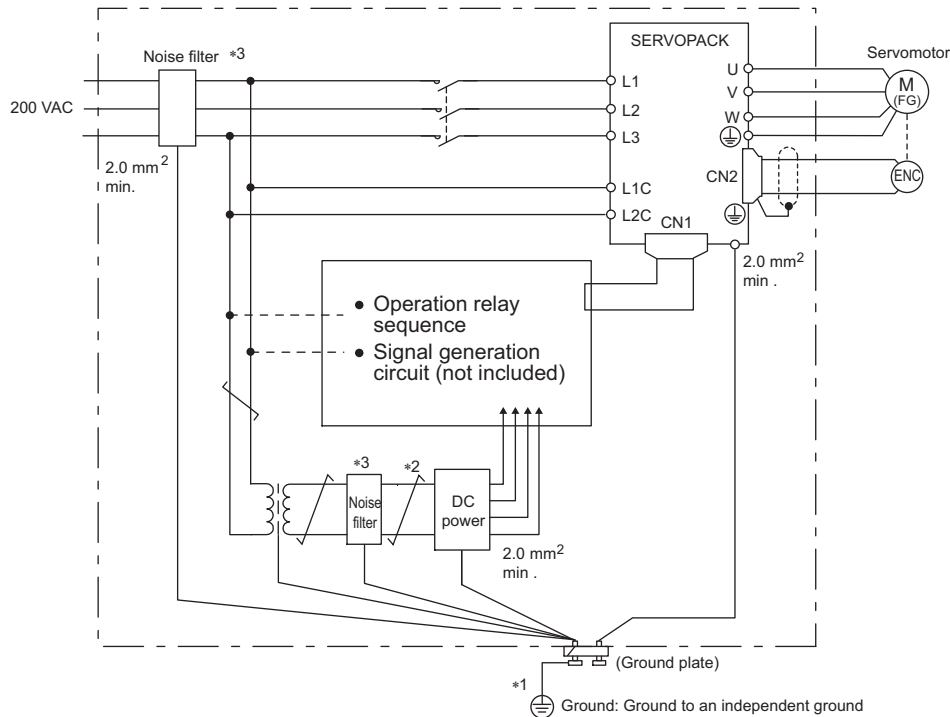 SERVOPACK
Noise filter *3
Servomotor
L1
U
M
(FG)
200 VAC
L2
V
W
L3
2.0 mm2
min.
CN2
ENC
L1C
L2C
CN1
2.0 mm2
min .
• Operation relay
sequence
• Signal generation
circuit (not included)
*3
*2
Noise
filter
DC
power
2.0 mm2
min .
(Ground plate)
*1
Ground: Ground to an independent ground